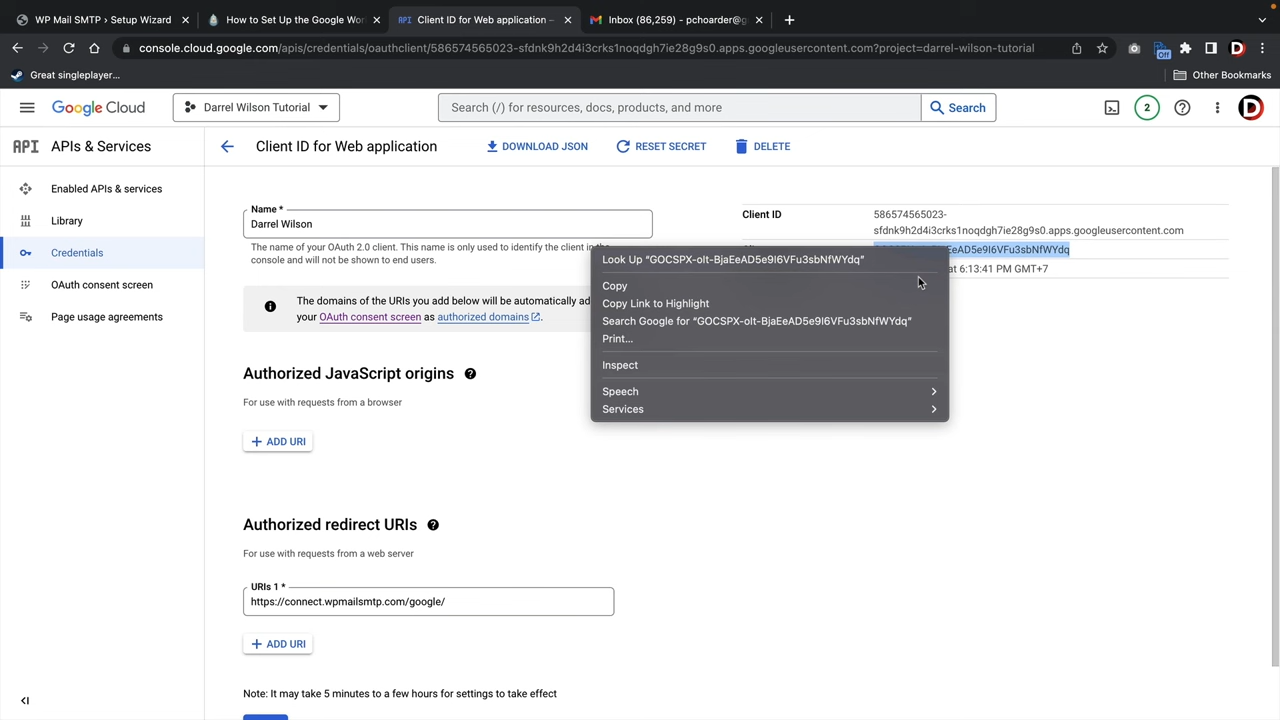 WP Mail SMTP › Setup Wizard
How to Set Up the Google Wor
Client ID for Web application –
Inbox (86,259) - pchoarder@g
console.cloud.google.com/apis/credentials/oauthclient/586574565023-sfdnk9h2d4i3crks1noqdgh7ie28g9s0.apps.googleusercontent.com?project=darrel-wilson-tutorial
Off
Great singleplayer...
Other Bookmarks
Google Cloud
Darrel Wilson Tutorial
Search (/) for resources, docs, products, and more
Search
2
API APIs & Services
Client ID for Web application
DOWNLOAD JSON
RESET SECRET
DELETE
Enabled APIs & services
Library
Credentials
OAuth consent screen
Page usage agreements
Name *
Darrel Wilson
The name of your OAuth 2.0 client. This name is only used to identify the client in the
console and will not be shown to end users.
The domains of the URIs you add below will be automatically ad
your OAuth consent screen as authorized domains.
Client ID
586574565023-
sfdnk9h2d4i3crks1noqdgh7ie28g9s0.apps.googleusercontent.com
EeAD5e9I6VFu3sbNfWYdq
at 6:13:41 PM GMT+7
Look Up “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”
Copy
Copy Link to Highlight
Search Google for “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”
Print...
Inspect
Speech
Services
Authorized JavaScript origins
For use with requests from a browser
+ ADD URI
Authorized redirect URIs
For use with requests from a web server
URIs 1 *
https://connect.wpmailsmtp.com/google/
+ ADD URI
Note: It may take 5 minutes to a few hours for settings to take effect